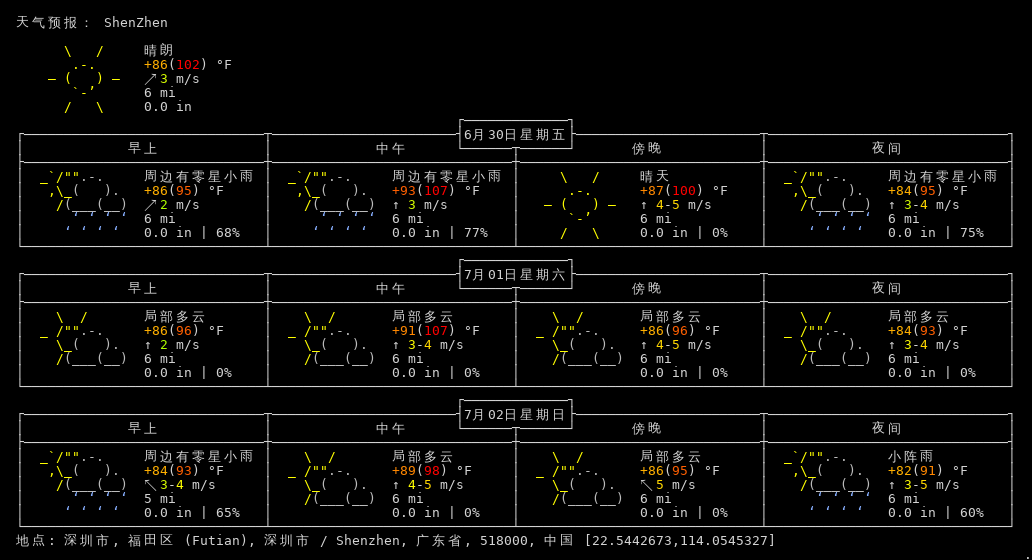 天气预报： ShenZhen
晴朗
+86(102) °F
↗3 m/s
6 mi
0.0 in
6月30日星期五
早上 中午 傍晚 夜间
周边有零星小雨 周边有零星小雨 晴天 周边有零星小雨
+86(95) °F +93(107) °F +87(100) °F +84(95) °F
↗2 m/s ↑ 3 m/s ↑ 4-5 m/s ↑ 3-4 m/s
6 mi 6 mi 6 mi 6 mi
0.0 in | 68% 0.0 in | 77% 0.0 in | 0% 0.0 in | 75%
7月01日星期六
早上 中午 傍晚 夜间
局部多云 局部多云 局部多云 局部多云
+86(96) °F +91(107) °F +86(96) °F +84(93) °F
↑ 2 m/s ↑ 3-4 m/s ↑ 4-5 m/s ↑ 3-4 m/s
6 mi 6 mi 6 mi 6 mi
0.0 in | 0% 0.0 in | 0% 0.0 in | 0% 0.0 in | 0%
7月02日星期日
早上 中午 傍晚 夜间
周边有零星小雨 局部多云 局部多云 小阵雨
+84(93) °F +89(98) °F +86(95) °F +82(91) °F
↖3-4 m/s ↑ 4-5 m/s ↖5 m/s ↑ 3-5 m/s
5 mi 6 mi 6 mi 6 mi
0.0 in | 65% 0.0 in | 0% 0.0 in | 0% 0.0 in | 60%
地点: 深圳市, 福田区 (Futian), 深圳市 / Shenzhen, 广东省, 518000, 中国 [22.5442673,114.0545327]